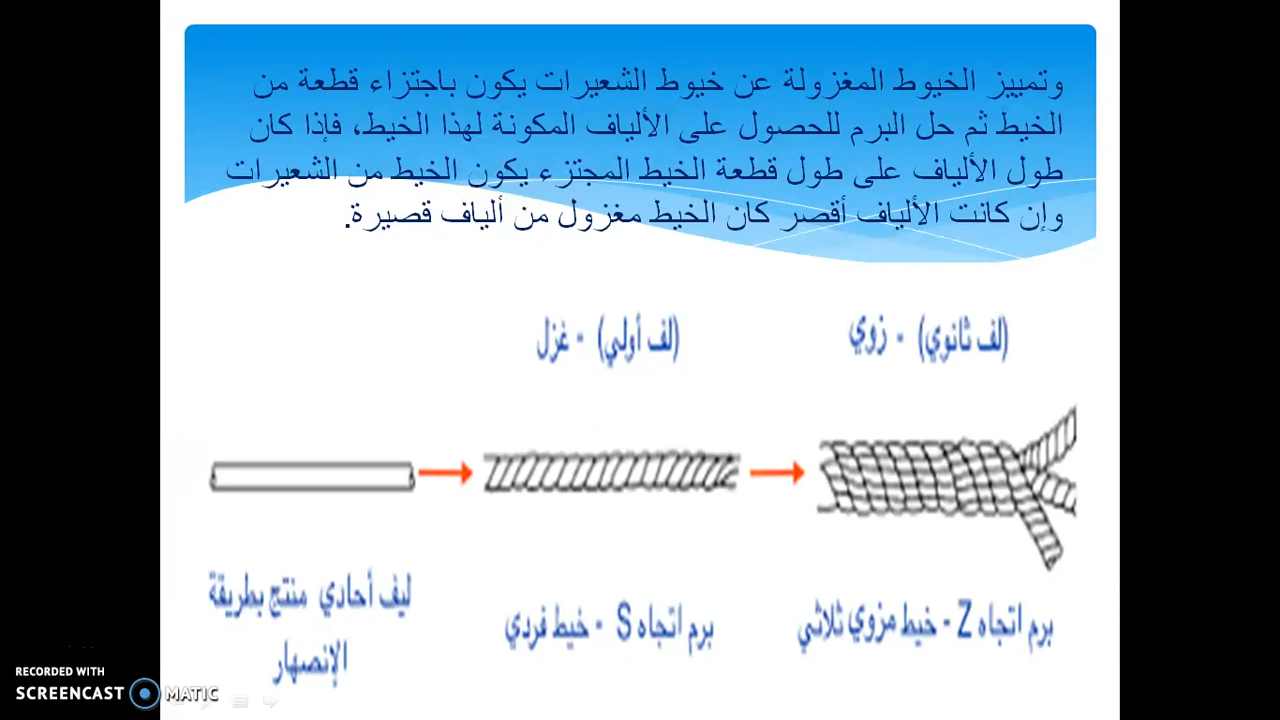 وتمييز الخيوط المغزولة عن خيوط الشعيرات يكون باجتزاء قطعة من
الخيط ثم حل البرم للحصول على الألياف المكونة لهذا الخيط، فإذا كان
طول الألياف على طول قطعة الخيط المجتزء يكون الخيط من الشعيرات
وإن كانت الألياف أقصر كان الخيط مغزول من ألياف قصيرة.
(لف ثانوي) - زوي
(لف أولي) - غزل
برم اتجاه Z - خيط مزوي ثلاثي
برم اتجاه S - خيط فردي
ليف أحادي منتج بطريقة
الإنصهار
RECORDED WITH
SCREENCAST MATIC